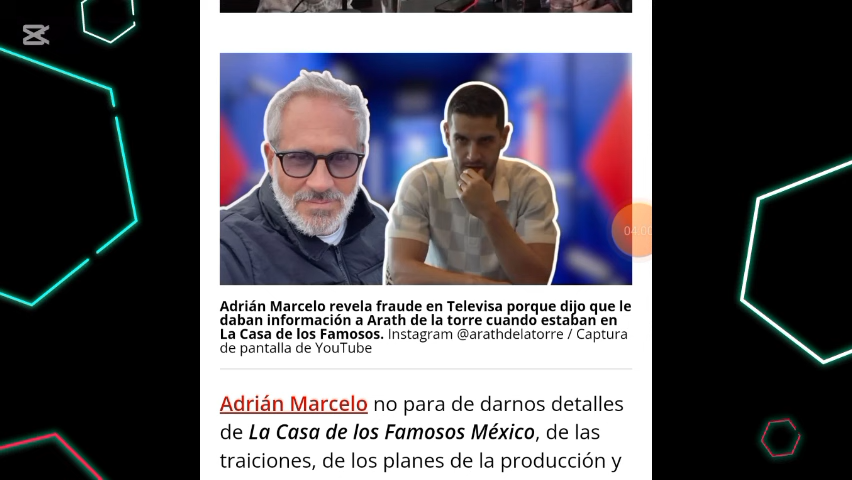 Adrián Marcelo revela fraude en Televisa porque dijo que le
daban información a Arath de la torre cuando estaban en
La Casa de los Famosos. Instagram @arathdelatorre / Captura
de pantalla de YouTube
Adrián Marcelo no para de darnos detalles
de La Casa de los Famosos México, de las
traiciones, de los planes de la producción y